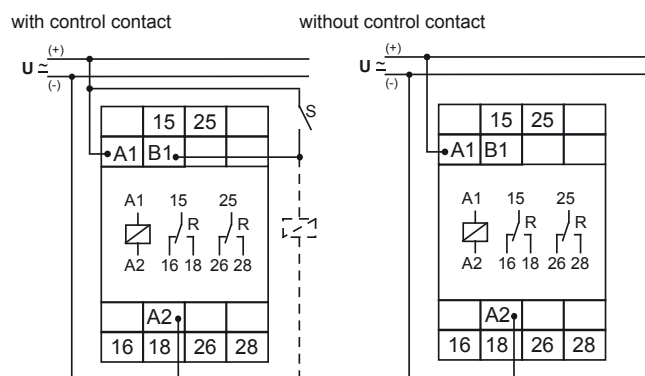 with control contact
(+)
U ≂
(-)
S
15 25
A1 B1
A1 15 25
R R
A2 16 18 26 28
A2
16 18 26 28
without control contact
(+)
U ≂
(-)
15 25
A1 B1
A1 15 25
R R
A2 16 18 26 28
A2
16 18 26 28